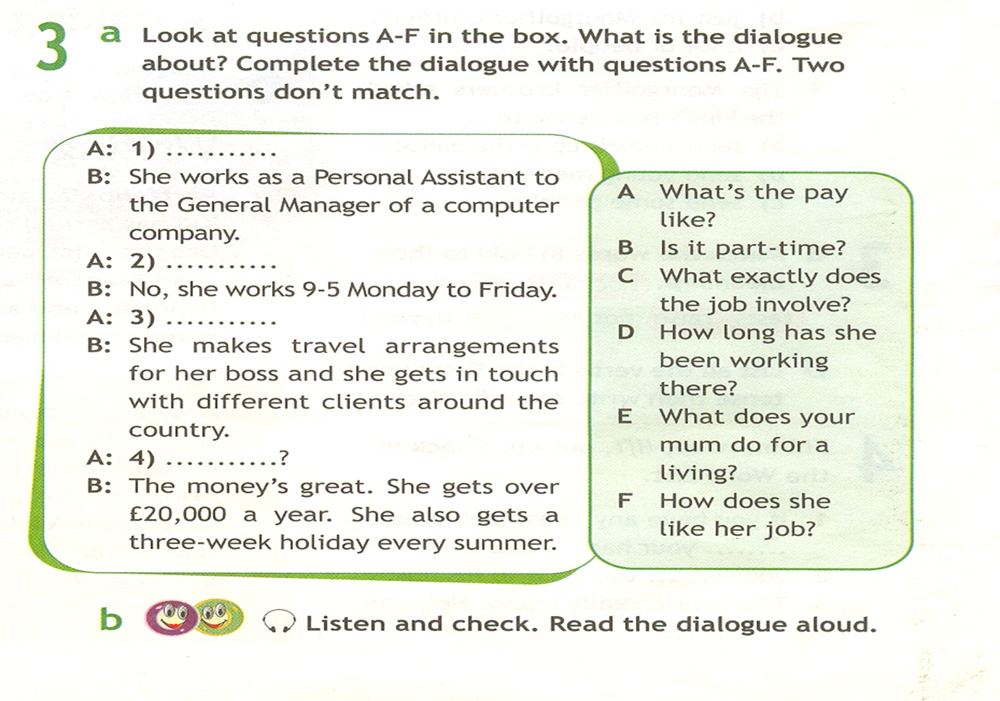 3 a Look at questions A-F in the box. What is the dialogue
about? Complete the dialogue with questions A-F. Two
questions don't match.
A: 1) ...........
B: She works as a Personal Assistant to
the General Manager of a computer
company.
A: 2) ...........
B: No, she works 9-5 Monday to Friday.
A: 3) ...........
B: She makes travel arrangements
for her boss and she gets in touch
with different clients around the
country.
A: 4) ...........?
B: The money's great. She gets over
£20,000 a year. She also gets a
three-week holiday every summer.
A What's the pay
like?
B Is it part-time?
C What exactly does
the job involve?
D How long has she
been working
there?
E What does your
mum do for a
living?
F How does she
like her job?
b Listen and check. Read the dialogue aloud.